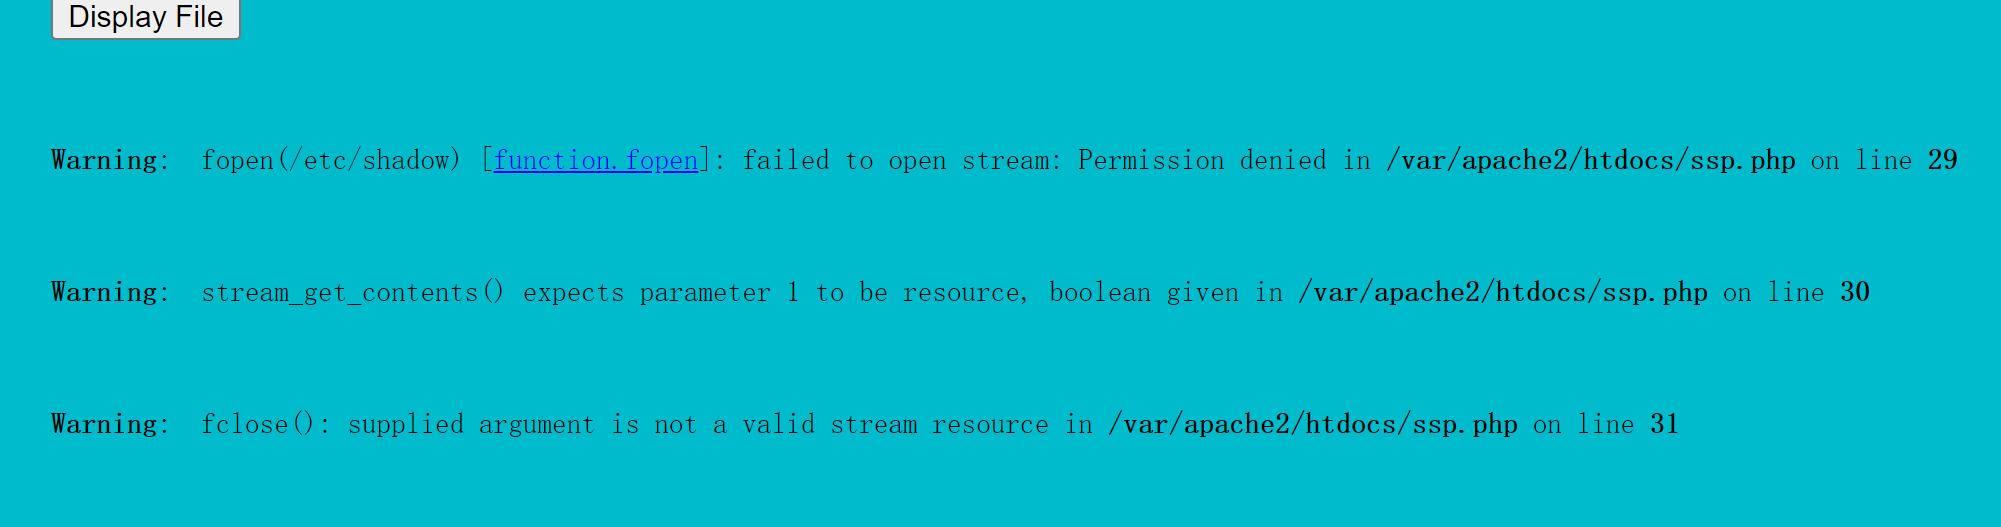 Display File
Warning: fopen(/etc/shadow) [function.fopen]: failed to open stream: Permission denied in /var/apache2/htdocs/ssp.php on line 29
Warning: stream_get_contents() expects parameter 1 to be resource, boolean given in /var/apache2/htdocs/ssp.php on line 30
Warning: fclose(): supplied argument is not a valid stream resource in /var/apache2/htdocs/ssp.php on line 31